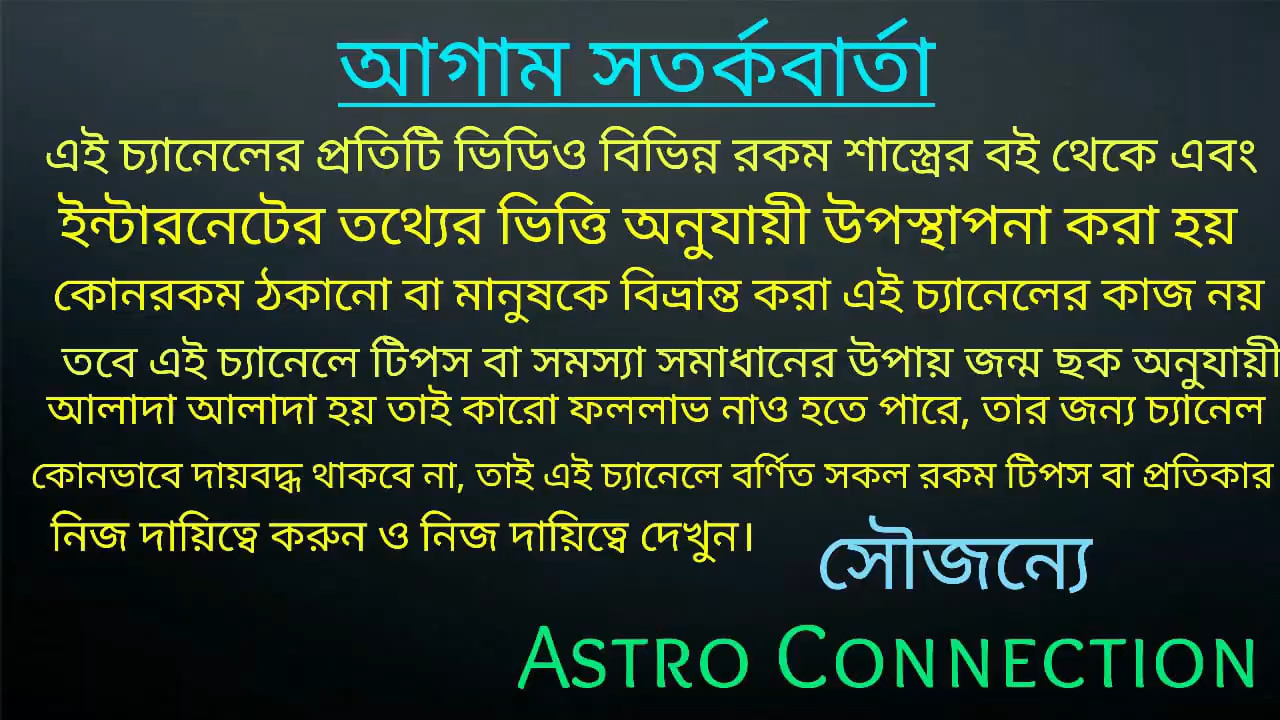 আগাম সতর্কবার্তা
এই চ্যানেলের প্রতিটি ভিডিও বিভিন্ন রকম শাস্ত্রের বই থেকে এবং
ইন্টারনেটের তথ্যের ভিত্তি অনুযায়ী উপস্থাপনা করা হয়
কোনরকম ঠকানো বা মানুষকে বিভ্রান্ত করা এই চ্যানেলের কাজ নয়
তবে এই চ্যানেলে টিপস বা সমস্যা সমাধানের উপায় জন্ম ছক অনুযায়ী
আলাদা আলাদা হয় তাই কারো ফললাভ নাও হতে পারে, তার জন্য চ্যানেল
কোনভাবে দায়বদ্ধ থাকবে না, তাই এই চ্যানেলে বর্ণিত সকল রকম টিপস বা প্রতিকার
নিজ দায়িত্বে করুন ও নিজ দায়িত্বে দেখুন।
সৌজন্যে
ASTRO CONNECTION